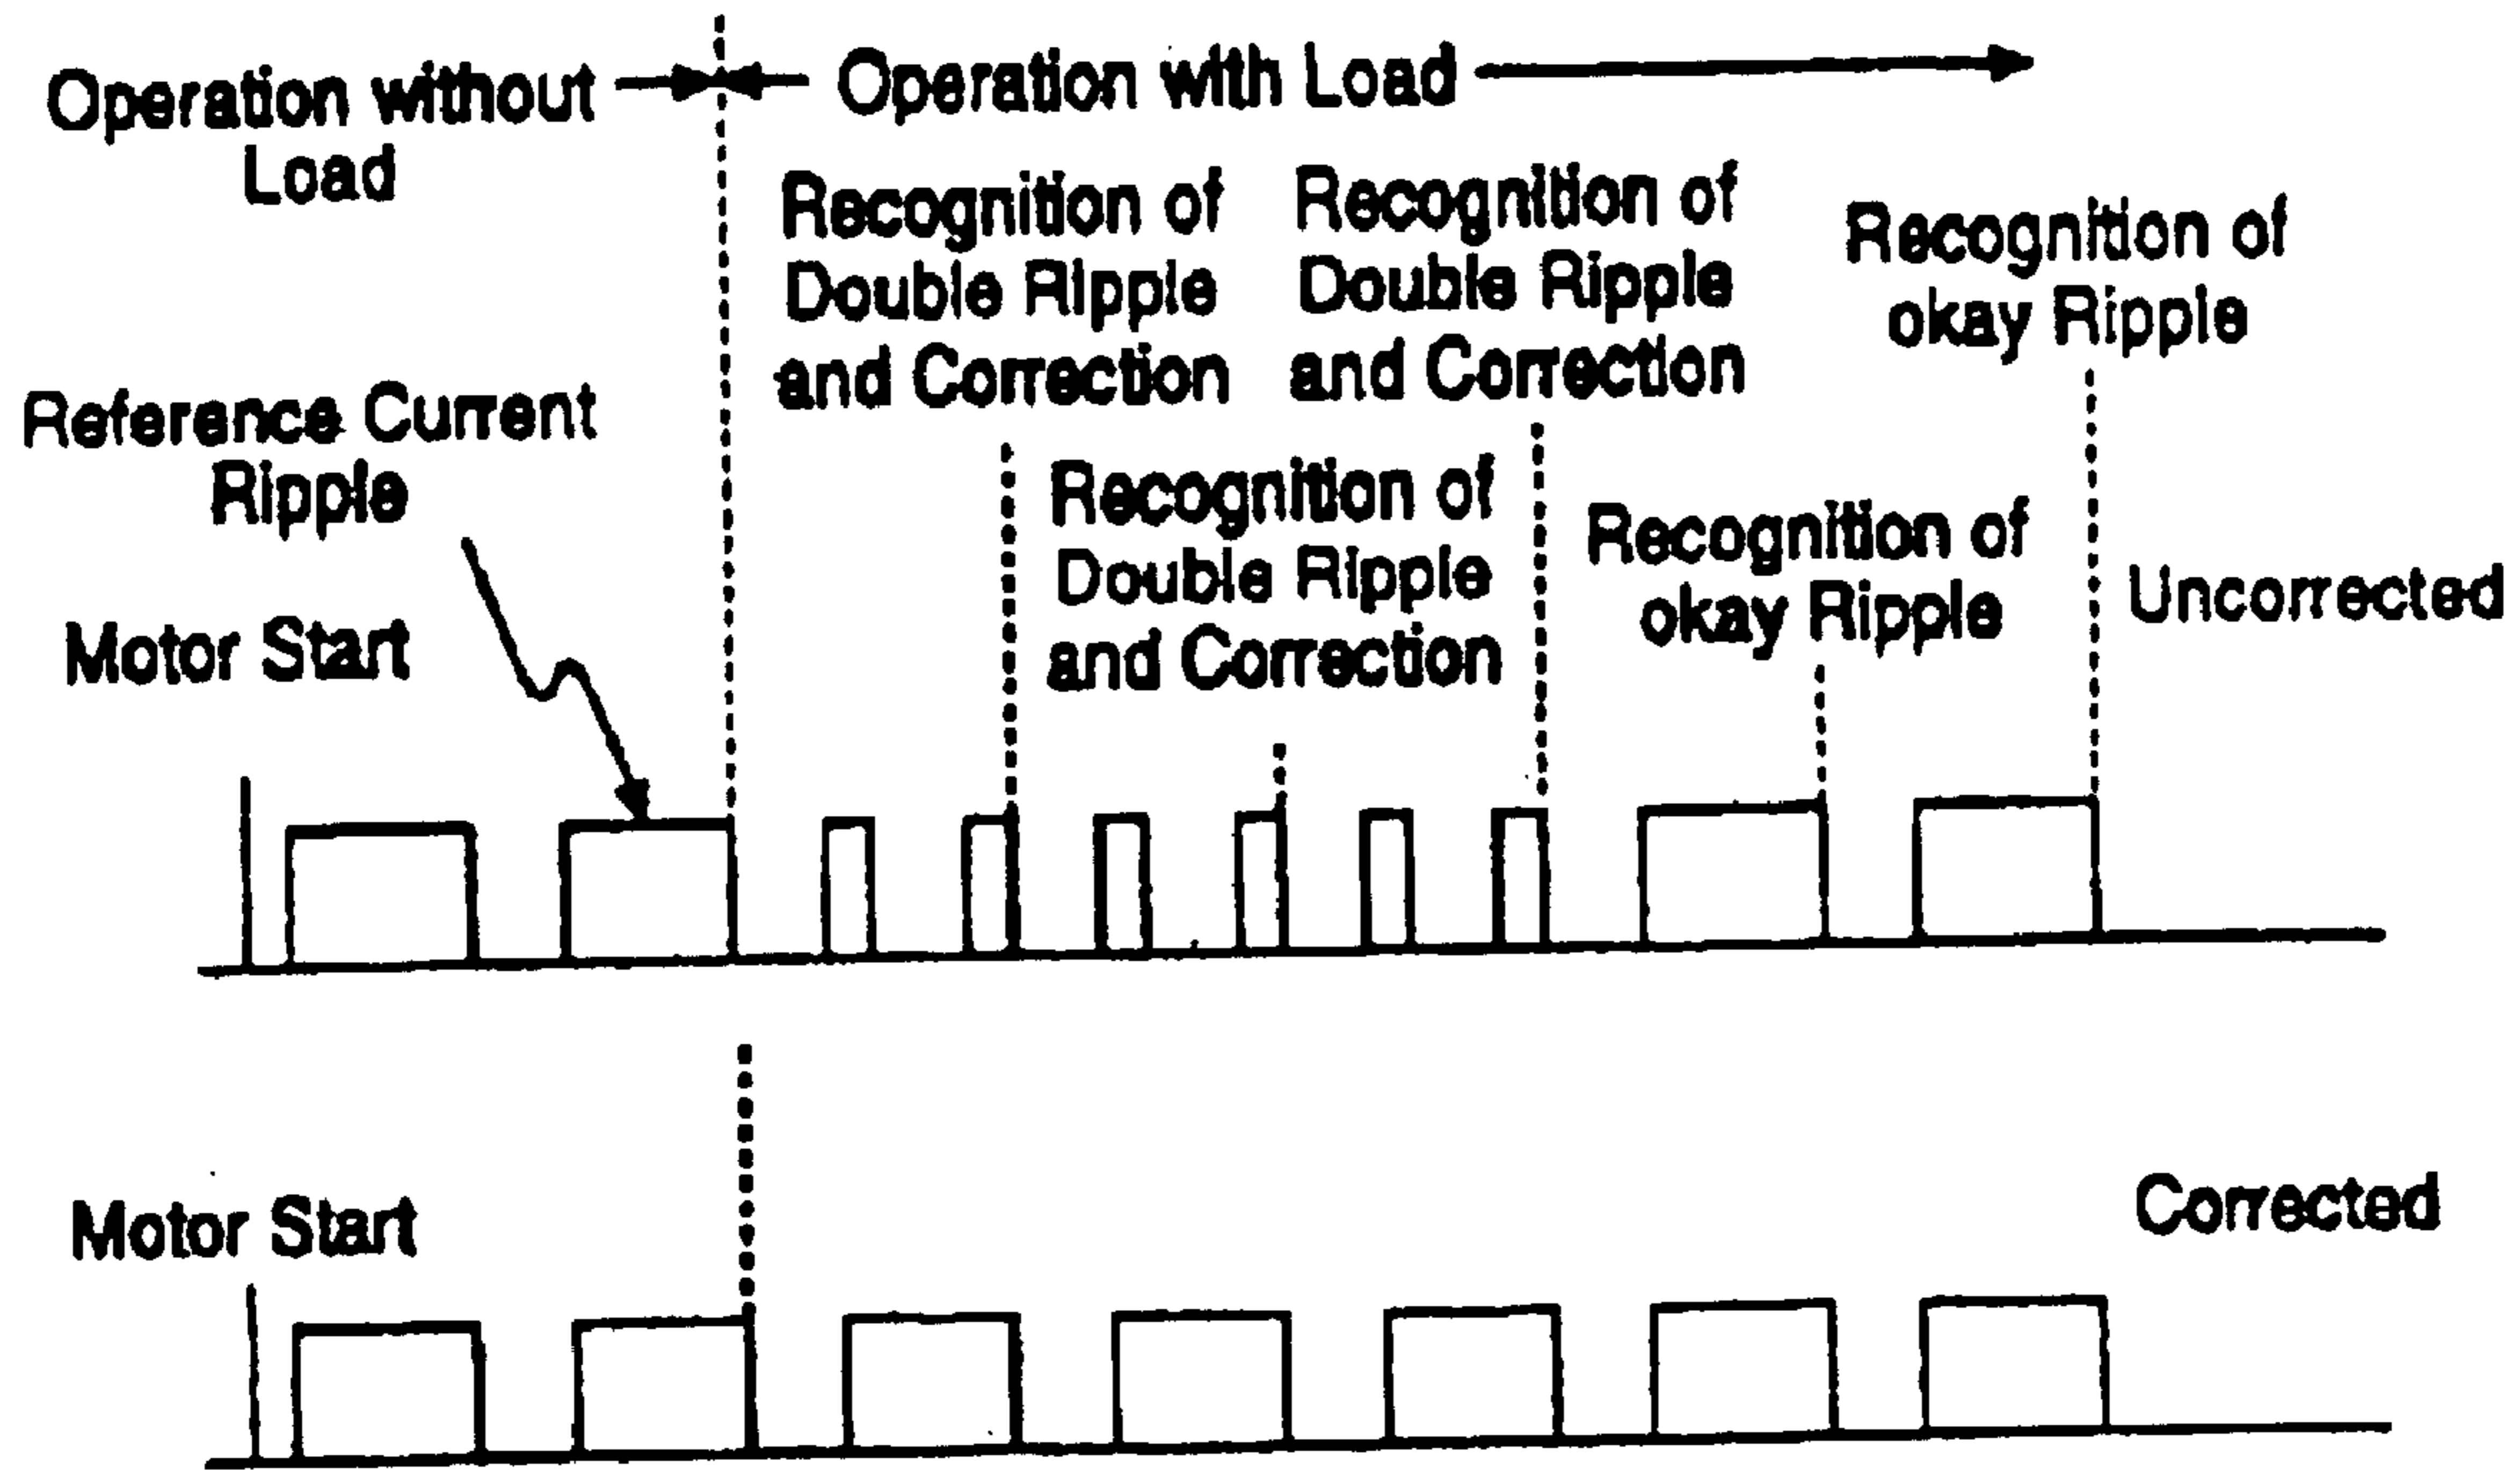 Operation without
Load
Operation with Load
Recognition of
Double Ripple
and Correction
Recognition of
Double Ripple
and Correction
Recognition of
okay Ripple
Reference Current
Ripple
Recognition of
Double Ripple
and Correction
Recognition of
okay Ripple
Uncorrected
Motor Start
Motor Start
Corrected